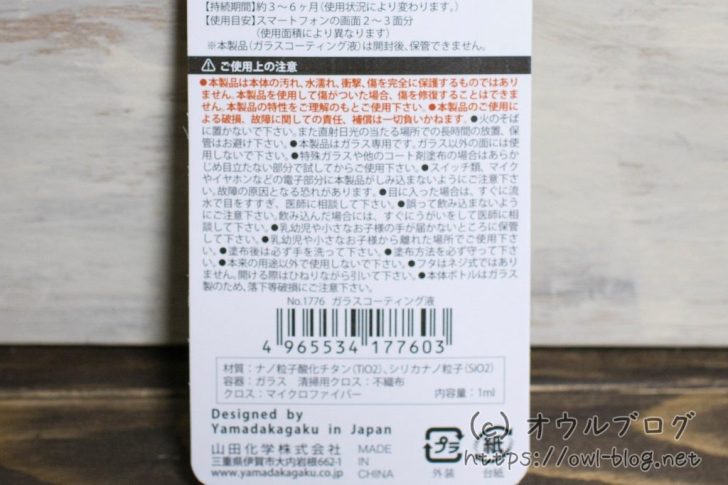 【持続期間】約３～６ヶ月(使用状況により変わります。)
【使用目安】スマートフォンの画面２～３面分
(使用面積により異なります)
※本製品(ガラスコーティング液)は開封後、保管できません。
ご使用上の注意
●本製品は本体の汚れ、水濡れ、衝撃、傷を完全に保護するものではあり
ません。本製品を使用して傷がついた場合、傷を修復することはできま
せん。本製品の特性をご理解のもとご使用下さい。●本製品のご使用に
よる破損、故障に関しての責任、補償は一切負いかねます。●火のそば
に置かないで下さい。また直射日光の当たる場所での長時間の放置、保
管はお避け下さい。●本製品はガラス専用です。ガラス以外の面には使
用しないで下さい。●特殊ガラスや他のコート剤塗布の場合はあらか
じめ目立たない部分で試してからご使用下さい。●スイッチ類、マイク
やイヤホンなどの電子部分に本製品がしみ込まないようにご注意下さ
い。故障の原因となる恐れがあります。●目に入った場合は、すぐに流
水で目をすすぎ、医師に相談して下さい。●誤って飲み込まないよう
にご注意下さい。飲み込んだ場合には、すぐにうがいをして医師に相
談して下さい。●乳幼児や小さなお子様の手が届かないところに保管
して下さい。●乳幼児や小さなお子様から離れた場所でご使用下さ
い。●塗布後は必ず手を洗って下さい。●塗布方法を必ず守って下さ
い。●本来の用途以外で使用しないで下さい。●フタはネジ式ではあり
ません。開ける際はひねりながら引いて下さい。●本体ボトルはガラス
製のため、落下等破損にご注意下さい。
No.1776 ガラスコーティング液
4 965534 177603
材質：ナノ粒子酸化チタン(TiO2)、シリカナノ粒子(SiO2)
容器：ガラス 清掃用クロス：不織布
クロス：マイクロファイバー 内容量：1ml
Designed by
Yamadakagaku in Japan
山田化学株式会社
三重県伊賀市大内岩根662-1
www.yamadakagaku.co.jp
MADE
IN
CHINA
プラ
外装
紙
台紙
(c) オウルブログ
https://owl-blog.net